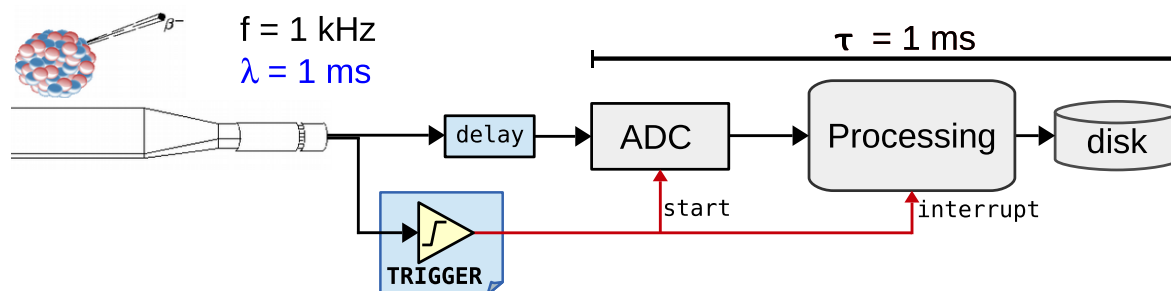 β⁻
f = 1 kHz
λ = 1 ms
τ = 1 ms
delay
ADC
Processing
disk
start
interrupt
TRIGGER